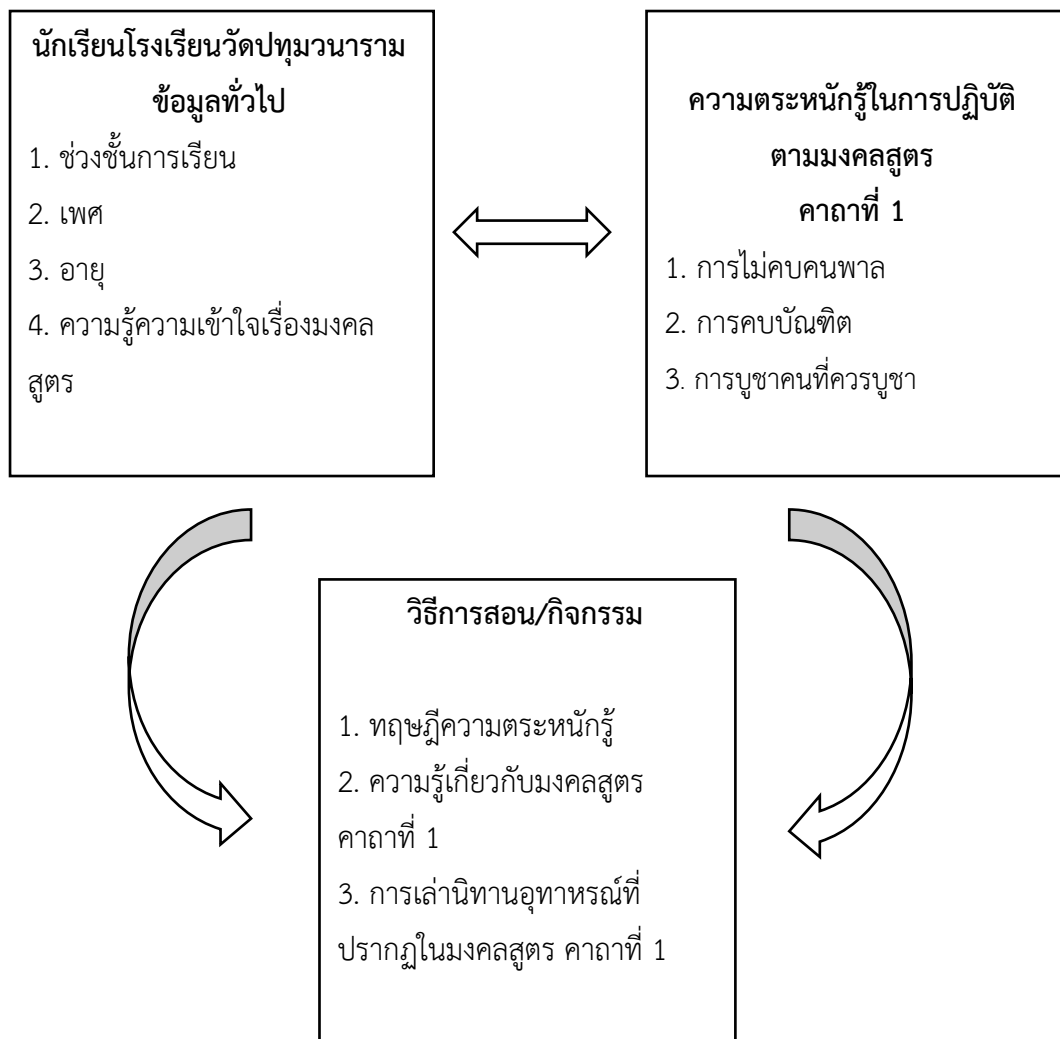 นักเรียนโรงเรียนวัดปทุมวนาราม
ข้อมูลทั่วไป
1. ช่วงชั้นการเรียน
2. เพศ
3. อายุ
4. ความรู้ความเข้าใจเรื่องมงคล
สูตร
ความตระหนักรู้ในการปฏิบัติ
ตามมงคลสูตร
คาถาที่ 1
1. การไม่คบคนพาล
2. การคบบัณฑิต
3. การบูชาคนที่ควรบูชา
วิธีการสอน/กิจกรรม
1. ทฤษฎีความตระหนักรู้
2. ความรู้เกี่ยวกับมงคลสูตร
คาถาที่ 1
3. การเล่านิทานอุทาหรณ์ที่
ปรากฏในมงคลสูตร คาถาที่ 1